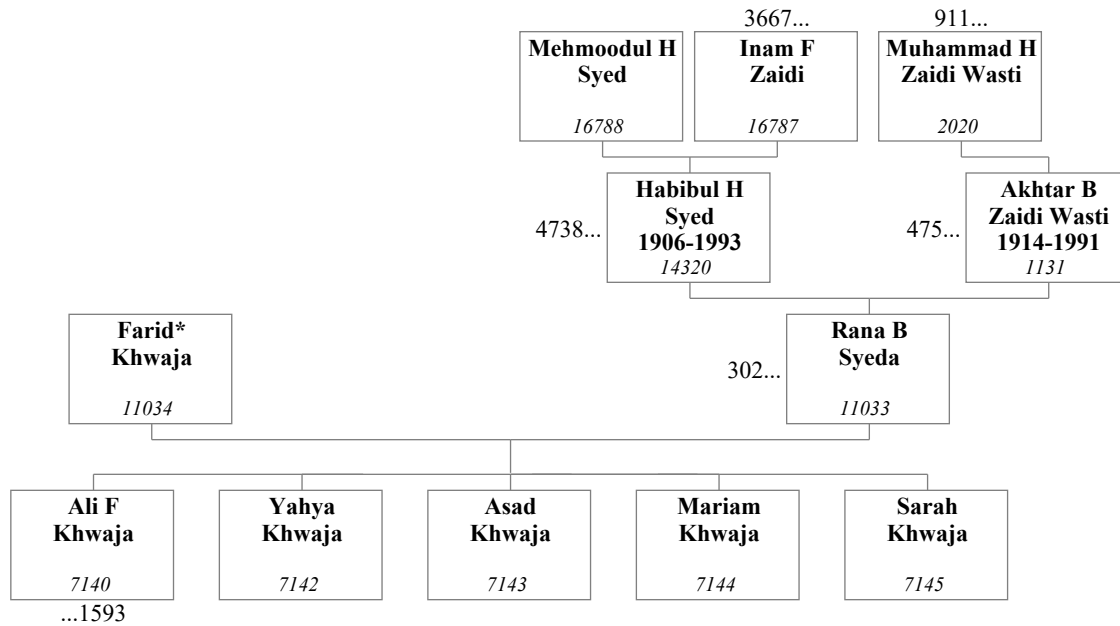 3667...
911...
Mehmoodul H
Syed
16788
Inam F
Zaidi
16787
Muhammad H
Zaidi Wasti
2020
4738...
Habibul H
Syed
1906-1993
14320
475...
Akhtar B
Zaidi Wasti
1914-1991
1131
Farid*
Khwaja
11034
302...
Rana B
Syeda
11033
Ali F
Khwaja
7140
...1593
Yahya
Khwaja
7142
Asad
Khwaja
7143
Mariam
Khwaja
7144
Sarah
Khwaja
7145